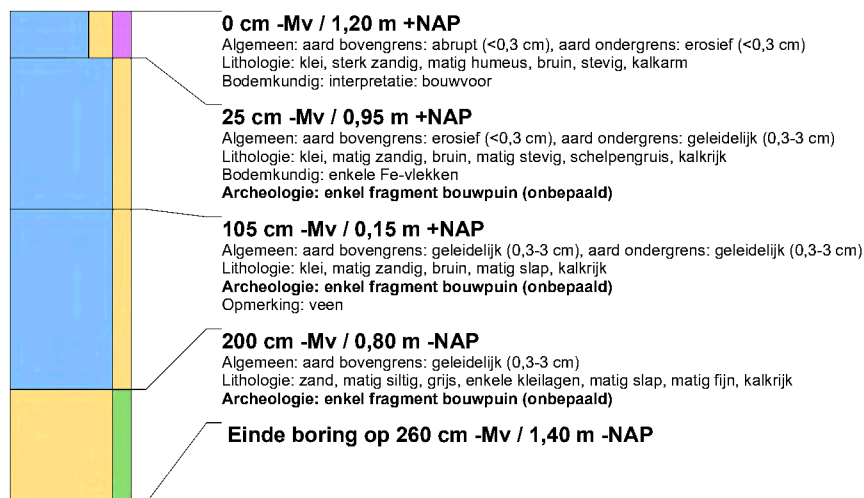 0 cm -Mv / 1,20 m +NAP
Algemeen: aard bovengrens: abrupt (<0,3 cm), aard ondergrens: erosief (<0,3 cm)
Lithologie: klei, sterk zandig, matig humeus, bruin, stevig, kalkarm
Bodemkundig: interpretatie: bouwvoor
25 cm -Mv / 0,95 m +NAP
Algemeen: aard bovengrens: erosief (<0,3 cm), aard ondergrens: geleidelijk (0,3-3 cm)
Lithologie: klei, matig zandig, bruin, matig stevig, schelpengruis, kalkrijk
Bodemkundig: enkele Fe-vlekken
Archeologie: enkel fragment bouwpuin (onbepaald)
105 cm -Mv / 0,15 m +NAP
Algemeen: aard bovengrens: geleidelijk (0,3-3 cm), aard ondergrens: geleidelijk (0,3-3 cm)
Lithologie: klei, matig zandig, bruin, matig slap, kalkrijk
Archeologie: enkel fragment bouwpuin (onbepaald)
Opmerking: veen
200 cm -Mv / 0,80 m -NAP
Algemeen: aard bovengrens: geleidelijk (0,3-3 cm)
Lithologie: zand, matig siltig, grijs, enkele kleilagen, matig slap, matig fijn, kalkrijk
Archeologie: enkel fragment bouwpuin (onbepaald)
Einde boring op 260 cm -Mv / 1,40 m -NAP